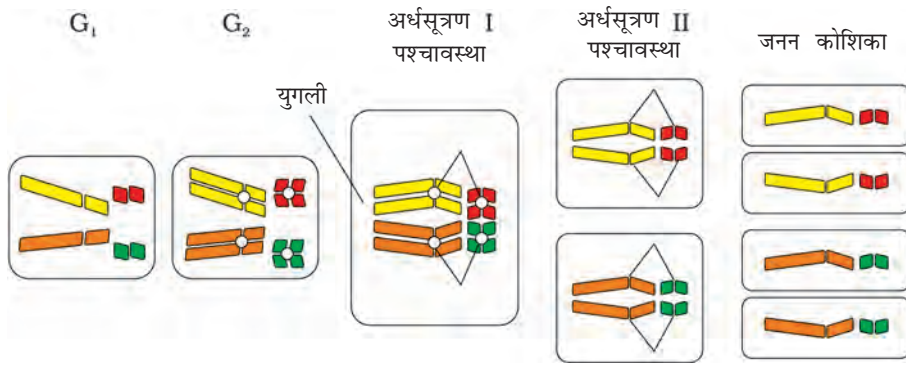 G₁
G₂
अर्धसूत्रण I
पश्चावस्था
अर्धसूत्रण II
पश्चावस्था
जनन कोशिका
युगली